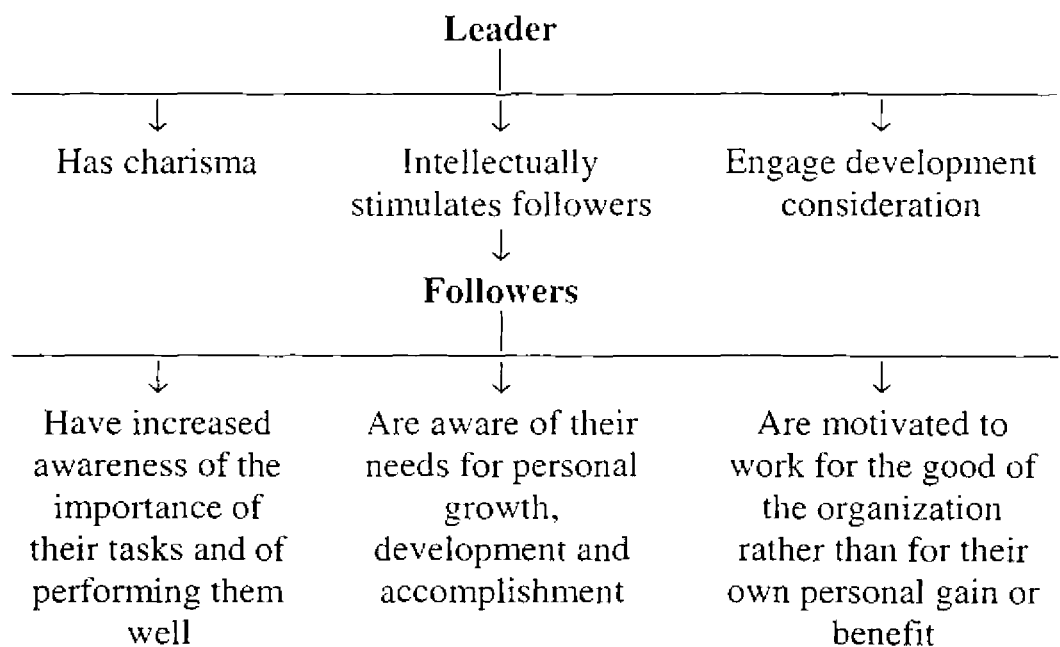 Leader
Has charisma
Intellectually
stimulates followers
Engage development
consideration
Followers
Have increased
awareness of the
importance of
their tasks and of
performing them
well
Are aware of their
needs for personal
growth,
development and
accomplishment
Are motivated to
work for the good of
the organization
rather than for their
own personal gain or
benefit